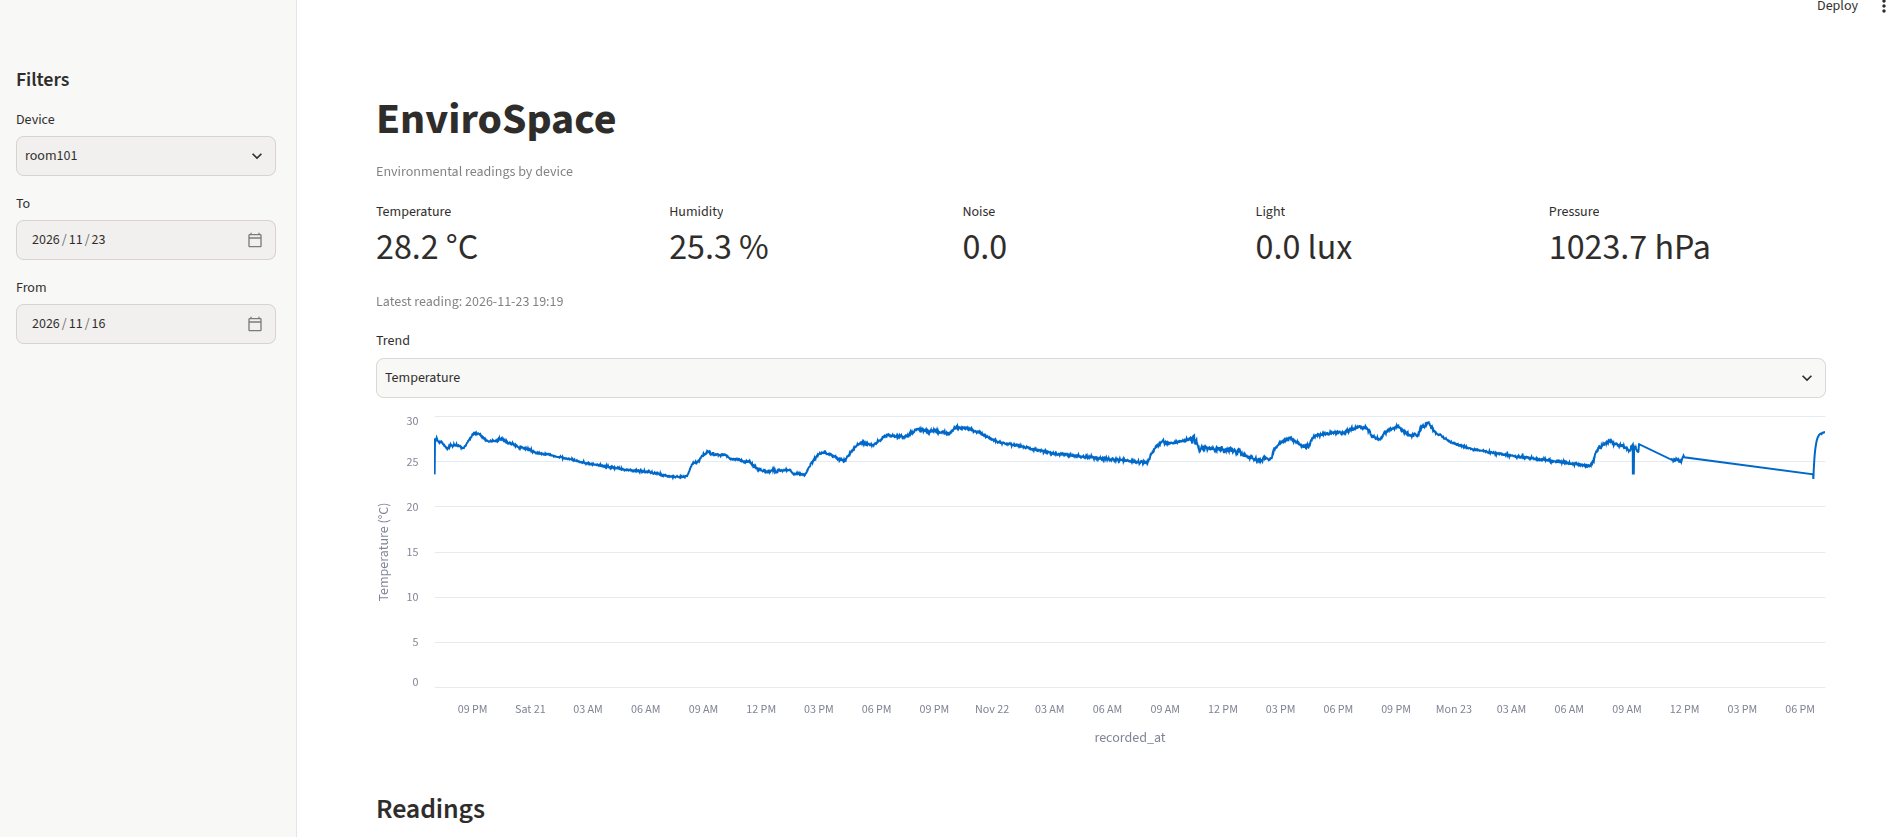 Deploy
Filters
Device
room101
To
2026/11/23
From
2026/11/16
EnviroSpace
Environmental readings by device
Temperature Humidity Noise Light Pressure
28.2 °C 25.3 % 0.0 0.0 lux 1023.7 hPa
Latest reading: 2026-11-23 19:19
Trend
Temperature
Temperature (°C)
30
25
20
15
10
5
0
09 PM Sat 21 03 AM 06 AM 09 AM 12 PM 03 PM 06 PM 09 PM Nov 22 03 AM 06 AM 09 AM 12 PM 03 PM 06 PM 09 PM Mon 23 03 AM 06 AM 09 AM 12 PM 03 PM 06 PM
recorded_at
Readings